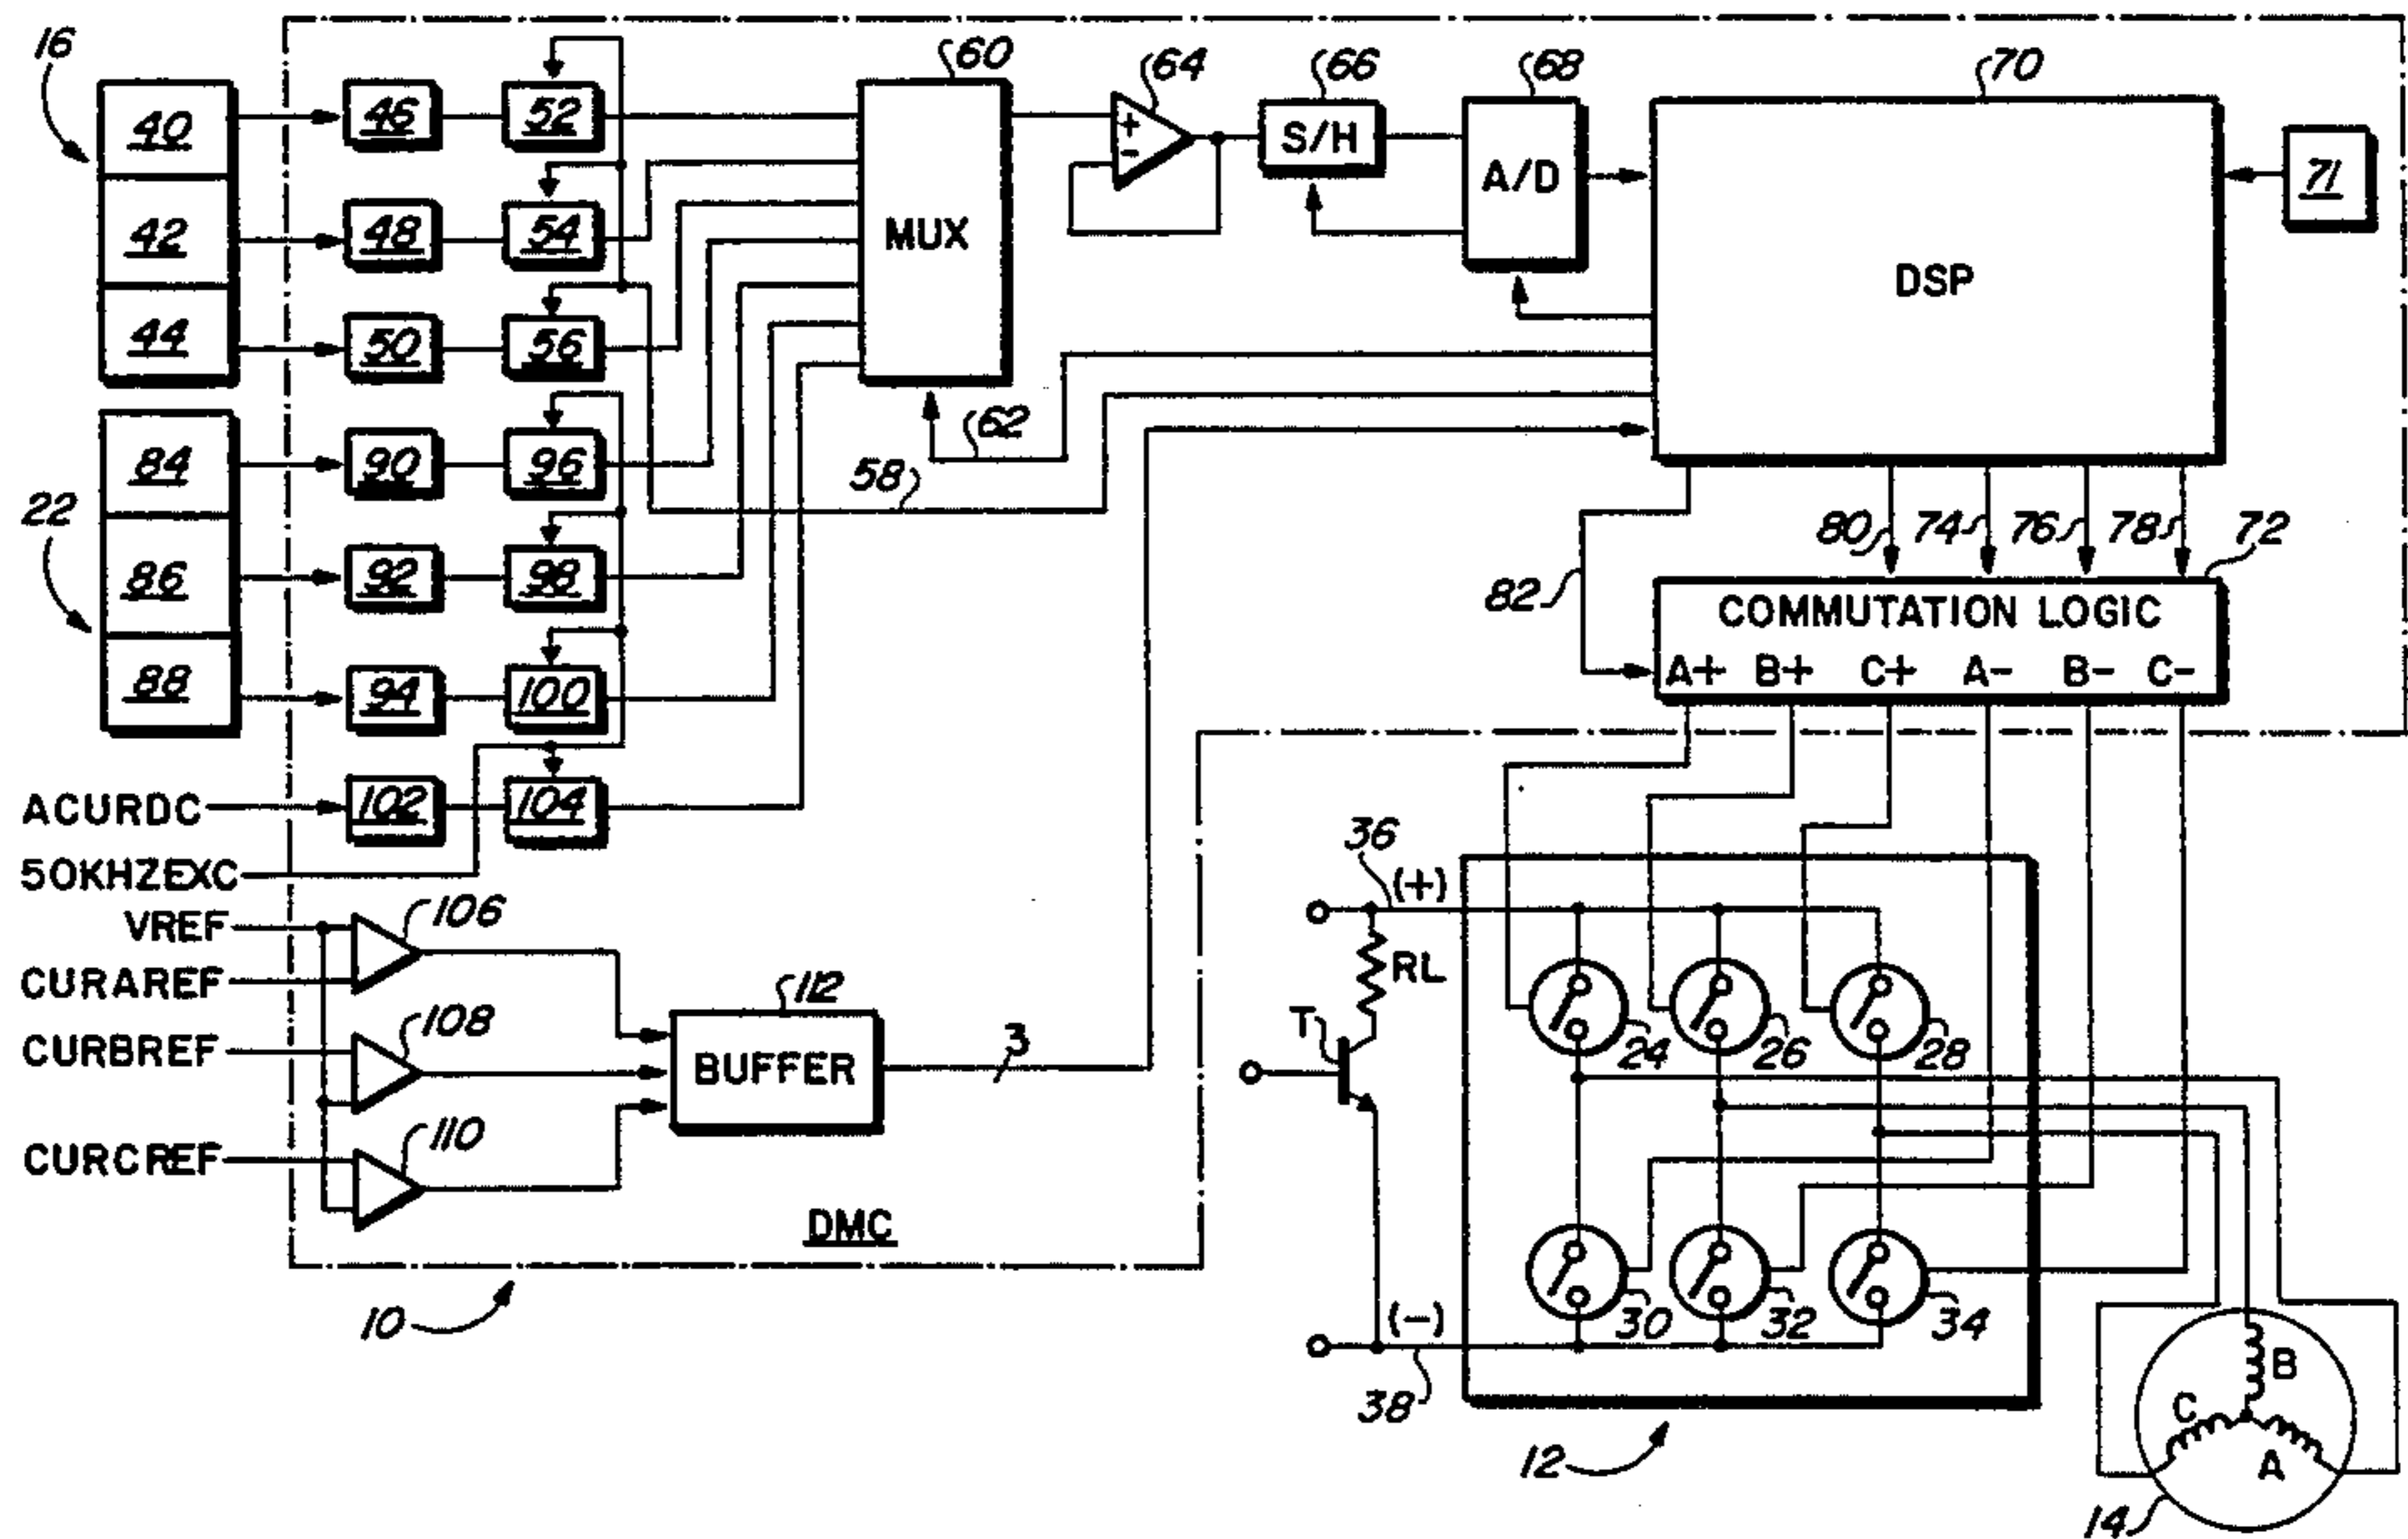 16
60
64
66
68
70
40
46
52
+
-
S/H
A/D
71
42
48
54
MUX
DSP
44
50
56
62
84
90
96
58
22
80
74
76
78
72
86
92
98
82
COMMUTATION LOGIC
A+ B+ C+ A- B- C-
88
94
100
ACURDC
102
104
50KHZEXC
36
(+)
VREF
106
CURAREF
RL
112
CURBREF
108
BUFFER
3
T
24
26
28
CURCREF
110
DMC
10
(-)
30
32
34
38
12
B
C
A
14